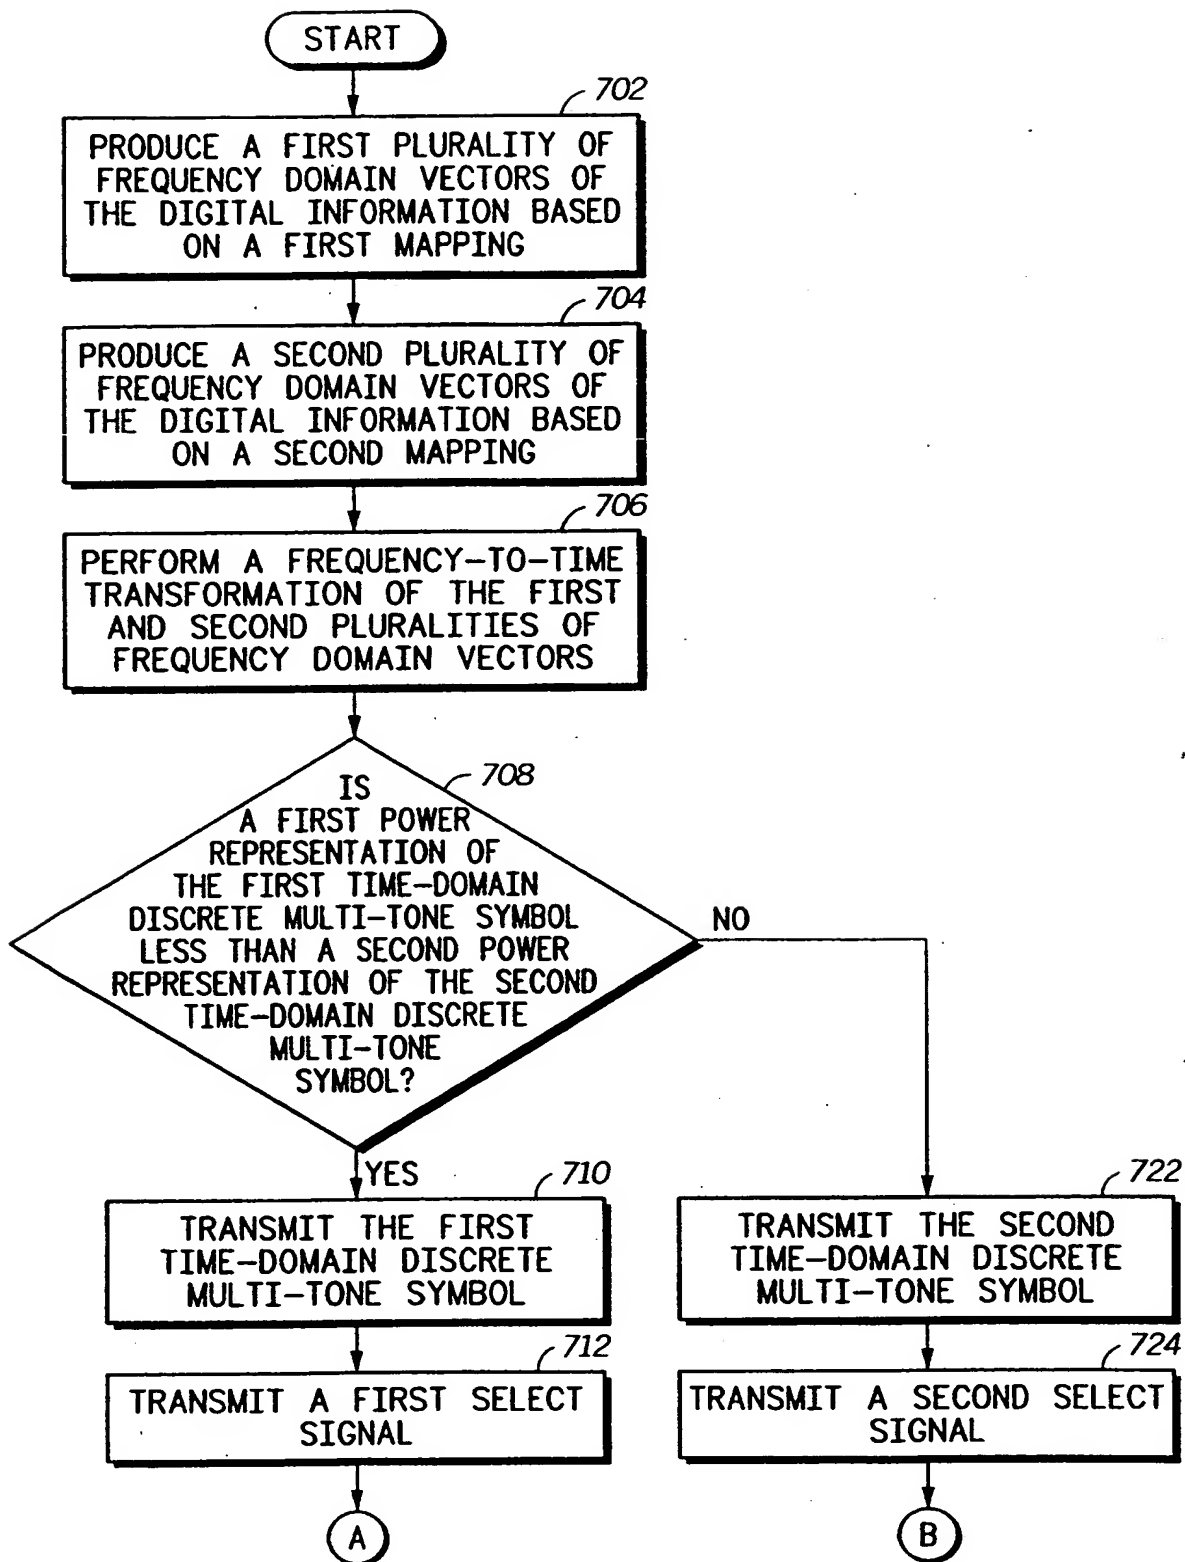 START
702
PRODUCE A FIRST PLURALITY OF
FREQUENCY DOMAIN VECTORS OF
THE DIGITAL INFORMATION BASED
ON A FIRST MAPPING
704
PRODUCE A SECOND PLURALITY OF
FREQUENCY DOMAIN VECTORS OF
THE DIGITAL INFORMATION BASED
ON A SECOND MAPPING
706
PERFORM A FREQUENCY-TO-TIME
TRANSFORMATION OF THE FIRST
AND SECOND PLURALITIES OF
FREQUENCY DOMAIN VECTORS
708
IS
A FIRST POWER
REPRESENTATION OF
THE FIRST TIME-DOMAIN
DISCRETE MULTI-TONE SYMBOL
LESS THAN A SECOND POWER
REPRESENTATION OF THE SECOND
TIME-DOMAIN DISCRETE
MULTI-TONE
SYMBOL?
NO
YES
710
TRANSMIT THE FIRST
TIME-DOMAIN DISCRETE
MULTI-TONE SYMBOL
712
TRANSMIT A FIRST SELECT
SIGNAL
A
722
TRANSMIT THE SECOND
TIME-DOMAIN DISCRETE
MULTI-TONE SYMBOL
724
TRANSMIT A SECOND SELECT
SIGNAL
B